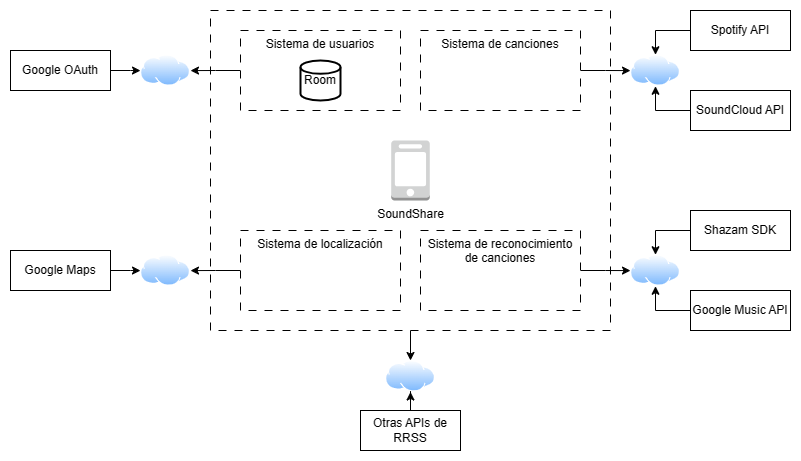 Sistema de usuarios
Sistema de canciones
Spotify API
Google OAuth
Room
SoundCloud API
SoundShare
Sistema de localización
Sistema de reconocimiento
de canciones
Shazam SDK
Google Maps
Google Music API
Otras APIs de
RRSS